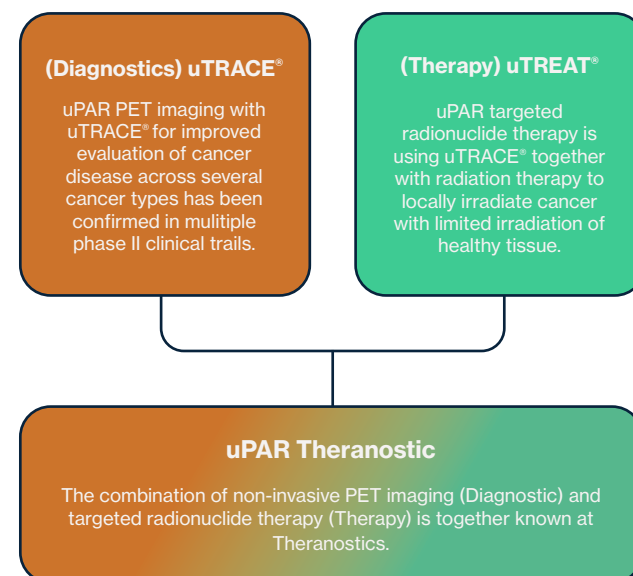 (Diagnostics) uTRACE®
uPAR PET imaging with
uTRACE® for improved
evaluation of cancer
disease across several
cancer types has been
confirmed in mulitiple
phase II clinical trails.
(Therapy) uTREAT®
uPAR targeted
radionuclide therapy is
using uTRACE® together
with radiation therapy to
locally irradiate cancer
with limited irradiation of
healthy tissue.
uPAR Theranostic
The combination of non-invasive PET imaging (Diagnostic) and
targeted radionuclide therapy (Therapy) is together known at
Theranostics.